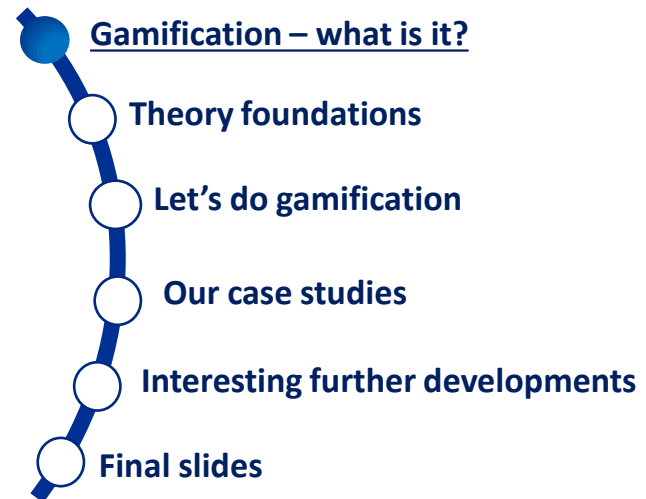 Gamification – what is it?
Theory foundations
Let’s do gamification
Our case studies
Interesting further developments
Final slides